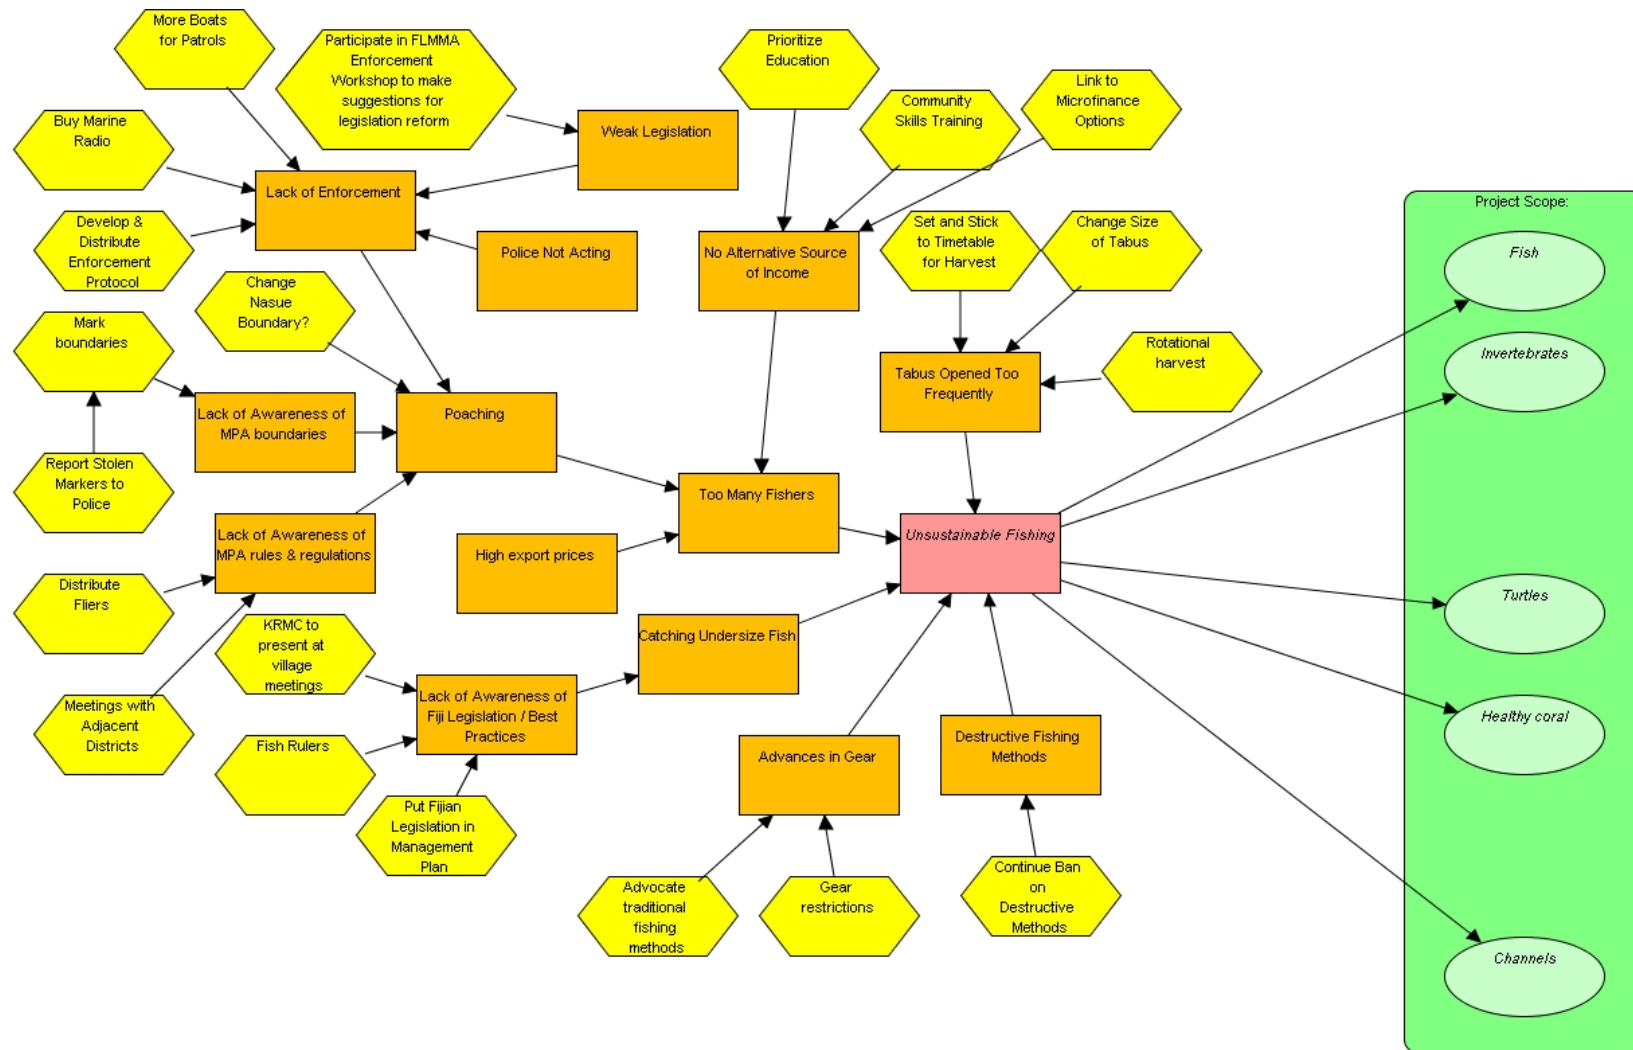 More Boats
for Patrols
Participate in FLMMA
Enforcement
Workshop to make
suggestions for
legislation reform
Prioritize
Education
Community
Skills Training
Link to
Microfinance
Options
Buy Marine
Radio
Weak Legislation
Lack of Enforcement
Develop &
Distribute
Enforcement
Protocol
Police Not Acting
No Alternative Source
of Income
Set and Stick
to Timetable
for Harvest
Change Size
of Tabus
Project Scope:
Fish
Change
Nasue
Boundary?
Mark
boundaries
Rotational
harvest
Invertebrates
Tabus Opened Too
Frequently
Lack of Awareness of
MPA boundaries
Poaching
Report Stolen
Markers to
Police
Too Many Fishers
Lack of Awareness of
MPA rules & regulations
High export prices
Unsustainable Fishing
Distribute
Fliers
Turtles
KRMC to
present at
village
meetings
Catching Undersize Fish
Meetings with
Adjacent
Districts
Lack of Awareness of
Fiji Legislation / Best
Practices
Healthy coral
Fish Rulers
Advances in Gear
Destructive Fishing
Methods
Put Fijian
Legislation in
Management
Plan
Advocate
traditional
fishing
methods
Gear
restrictions
Continue Ban
on
Destructive
Methods
Channels